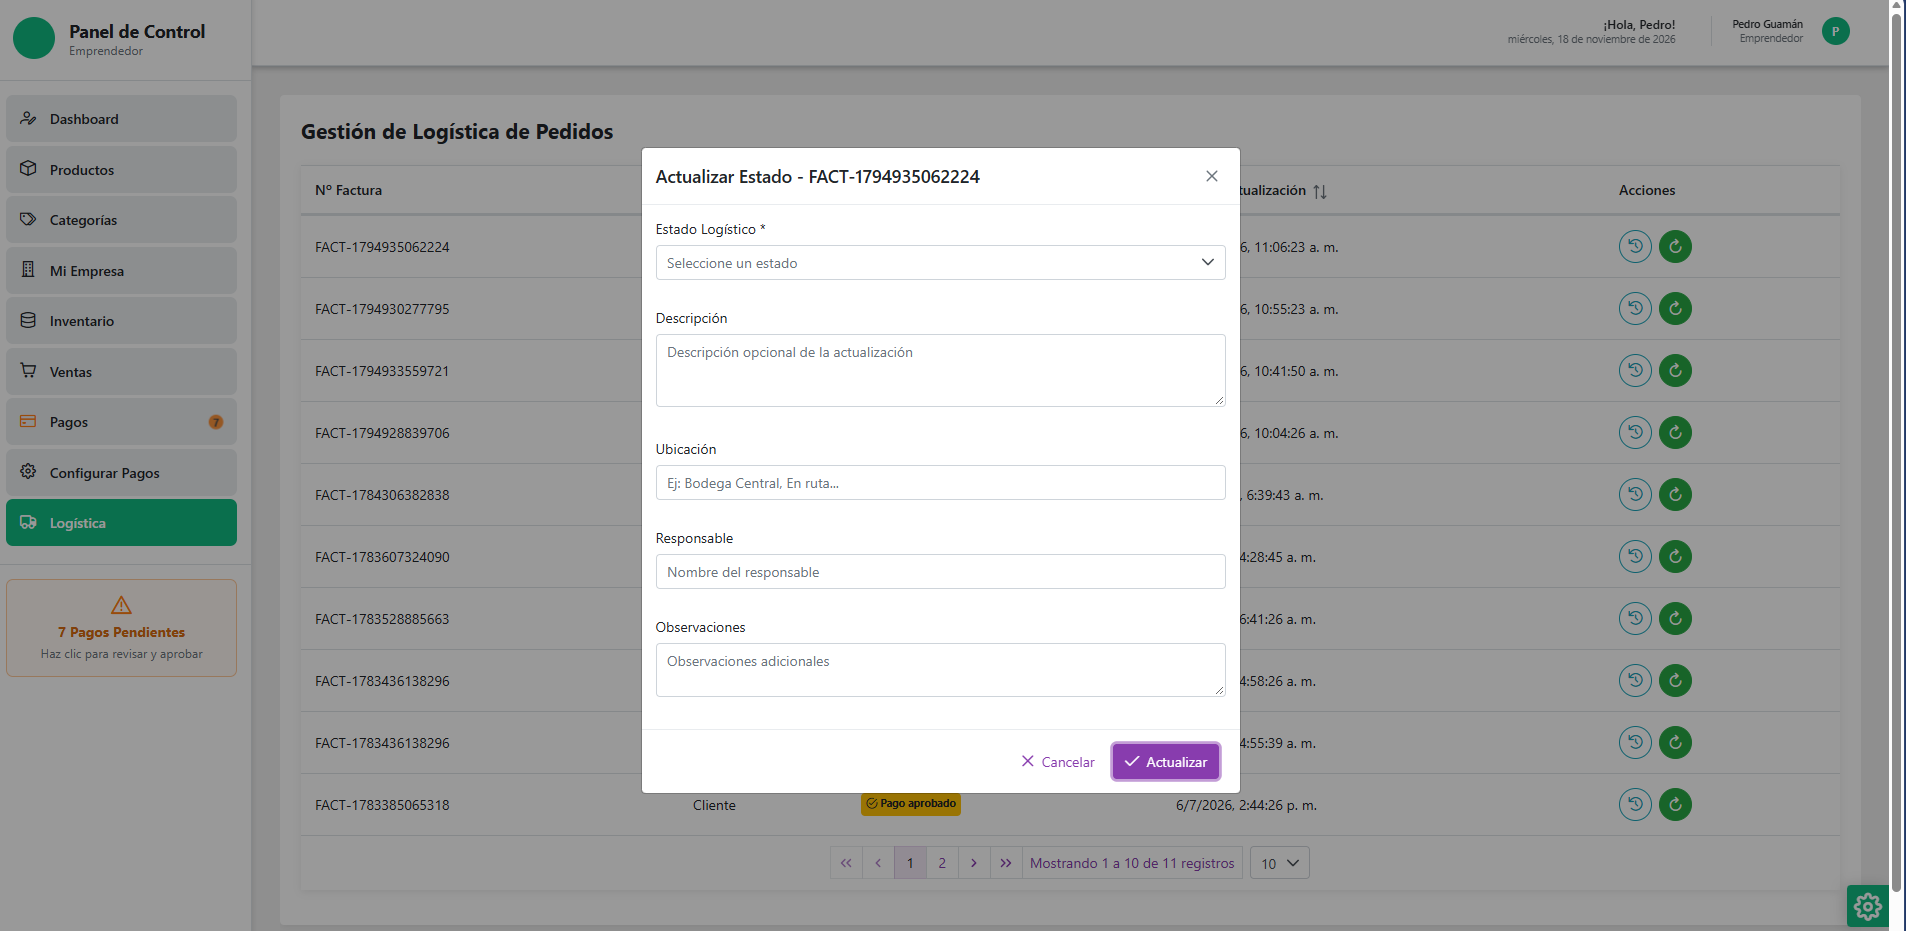 Panel de Control
Emprendedor
¡Hola, Pedro!
miércoles, 18 de noviembre de 2026
Pedro Guamán
Emprendedor
P
Dashboard
Productos
Categorías
Mi Empresa
Inventario
Ventas
Pagos 7
Configurar Pagos
Logística
7 Pagos Pendientes
Haz clic para revisar y aprobar
Gestión de Logística de Pedidos
Nº Factura tualización Acciones
FACT-1794935062224 6, 11:06:23 a. m.
FACT-1794930277795 6, 10:55:23 a. m.
FACT-1794933559721 6, 10:41:50 a. m.
FACT-1794928839706 6, 10:04:26 a. m.
FACT-1784306382838 , 6:39:43 a. m.
FACT-1783607324090 4:28:45 a. m.
FACT-1783528885663 6:41:26 a. m.
FACT-1783436138296 4:58:26 a. m.
FACT-1783436138296 4:55:39 a. m.
FACT-1783385065318 Cliente Pago aprobado 6/7/2026, 2:44:26 p. m.
« ‹ 1 2 › » Mostrando 1 a 10 de 11 registros 10
Actualizar Estado - FACT-1794935062224
Estado Logístico *
Seleccione un estado
Descripción
Descripción opcional de la actualización
Ubicación
Ej: Bodega Central, En ruta...
Responsable
Nombre del responsable
Observaciones
Observaciones adicionales
Cancelar Actualizar